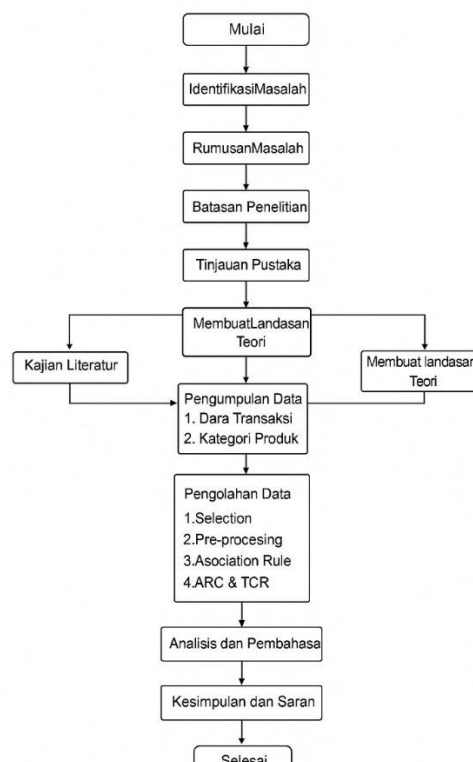 Mulai
IdentifikasiMasalah
RumusanMasalah
Batasan Penelitian
Tinjauan Pustaka
MembuatLandasan
Teori
Kajian Literatur
Membuat landasan
Teori
Pengumpulan Data
1. Dara Transaksi
2. Kategori Produk
Pengolahan Data
1.Selection
2.Pre-procesing
3.Asociation Rule
4.ARC & TCR
Analisis dan Pembahasa
Kesimpulan dan Saran
Selesai